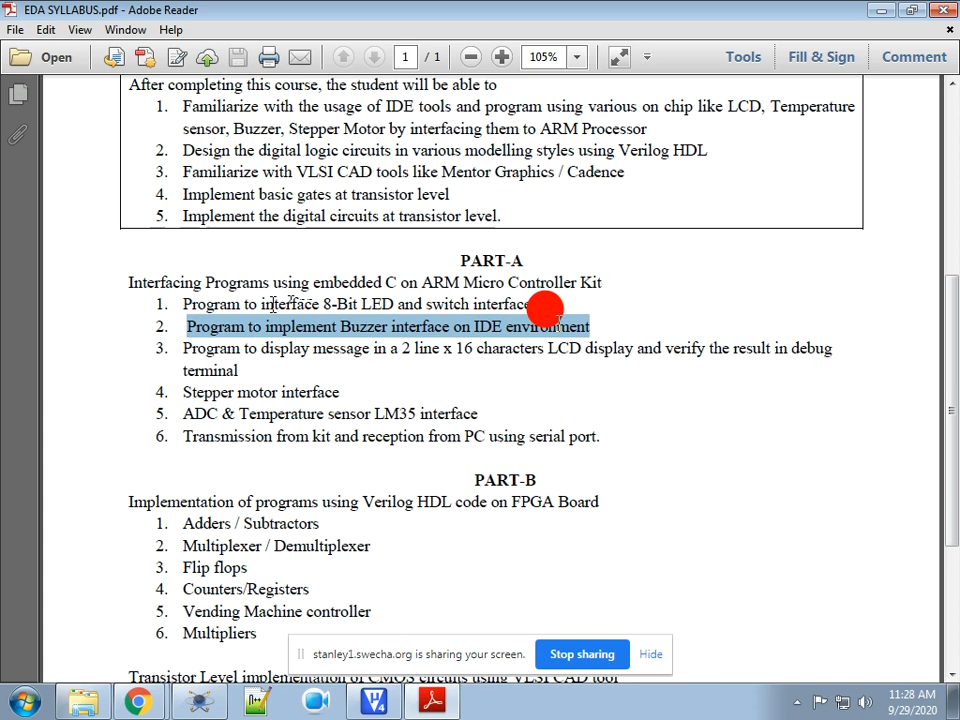 EDA SYLLABUS.pdf - Adobe Reader
File Edit View Window Help
Open 1 / 1 105% Tools Fill & Sign Comment
After completing this course, the student will be able to
1. Familiarize with the usage of IDE tools and program using various on chip like LCD, Temperature
sensor, Buzzer, Stepper Motor by interfacing them to ARM Processor
2. Design the digital logic circuits in various modelling styles using Verilog HDL
3. Familiarize with VLSI CAD tools like Mentor Graphics / Cadence
4. Implement basic gates at transistor level
5. Implement the digital circuits at transistor level.
PART-A
Interfacing Programs using embedded C on ARM Micro Controller Kit
1. Program to interface 8-Bit LED and switch interface
2. Program to implement Buzzer interface on IDE environment
3. Program to display message in a 2 line x 16 characters LCD display and verify the result in debug
terminal
4. Stepper motor interface
5. ADC & Temperature sensor LM35 interface
6. Transmission from kit and reception from PC using serial port.
PART-B
Implementation of programs using Verilog HDL code on FPGA Board
1. Adders / Subtractors
2. Multiplexer / Demultiplexer
3. Flip flops
4. Counters/Registers
5. Vending Machine controller
6. Multipliers
stanley1.swecha.org is sharing your screen. Stop sharing Hide
Transistor Level implementation of CMOS circuits using VLSI CAD tool
11:28 AM
9/29/2020